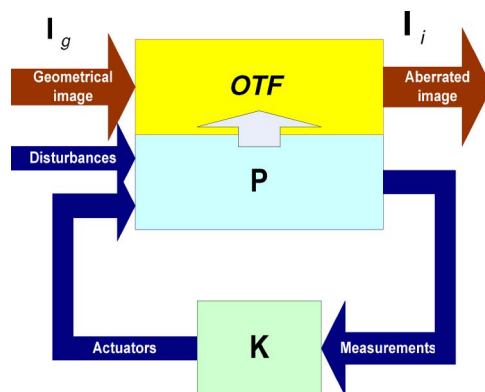 I g
I i
Geometrical
image
OTF
Aberrated
image
Disturbances
P
Actuators
K
Measurements